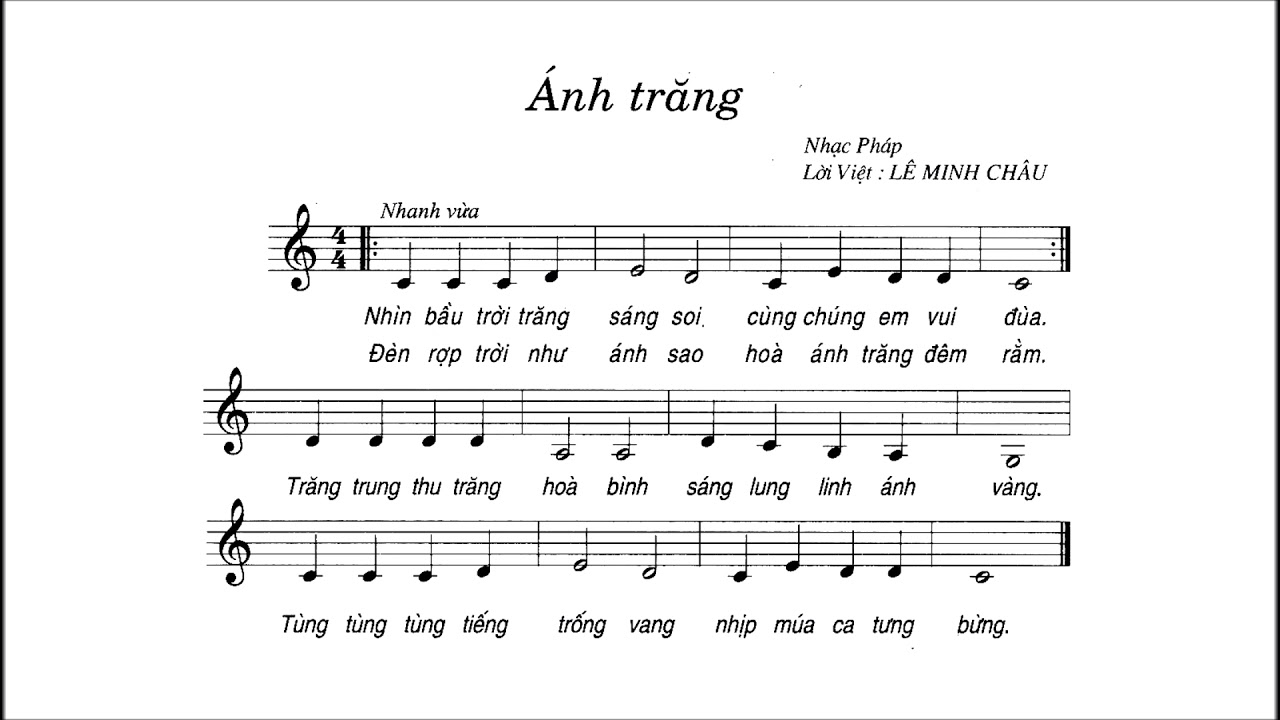 Ánh trăng
Nhạc Pháp
Lời Việt : LÊ MINH CHÂU
Nhanh vừa
4
4
Nhìn bầu trời trăng sáng soi. cùng chúng em vui đùa.
Đèn rợp trời như ánh sao hoà ánh trăng đêm rằm.
Trăng trung thu trăng hoà bình sáng lung linh ánh vàng.
Tùng tùng tùng tiếng trống vang nhịp múa ca tưng bừng.